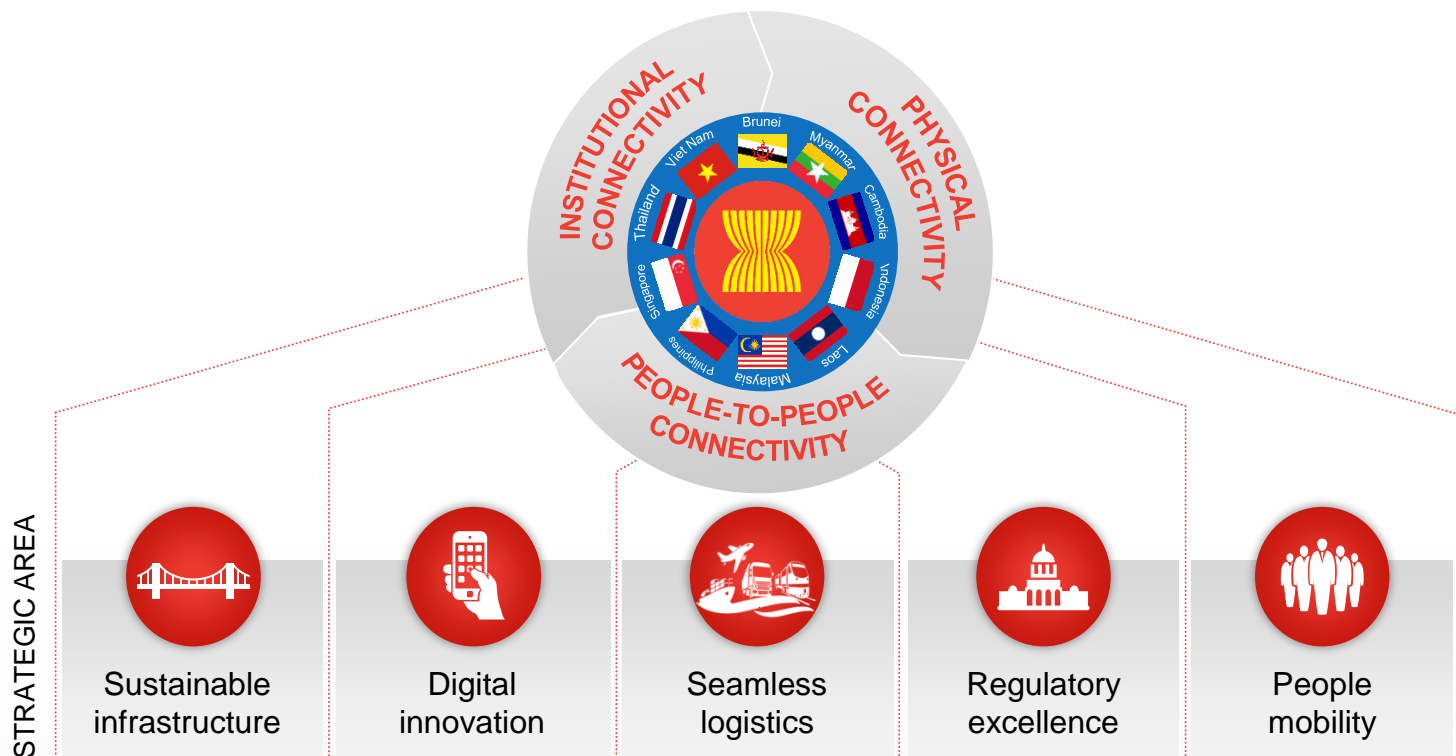 INSTITUTIONAL
CONNECTIVITY
PHYSICAL
CONNECTIVITY
PEOPLE-TO-PEOPLE
CONNECTIVITY
Brunei
Myanmar
Cambodia
Indonesia
Laos
Malaysia
Philippines
Singapore
Thailand
Viet Nam
STRATEGIC AREA
Sustainable
infrastructure
Digital
innovation
Seamless
logistics
Regulatory
excellence
People
mobility